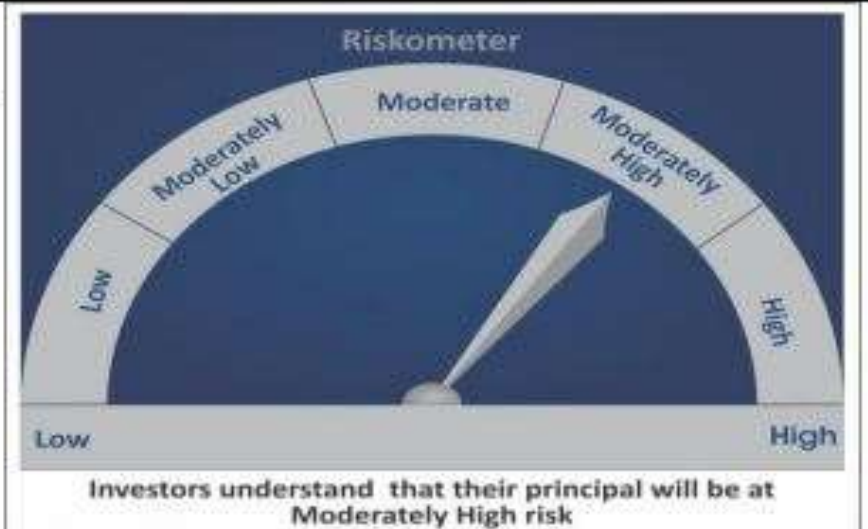 Riskometer
Moderate
Moderately
Low
Moderately
High
Low
High
Low
High
Investors understand that their principal will be at
Moderately High risk